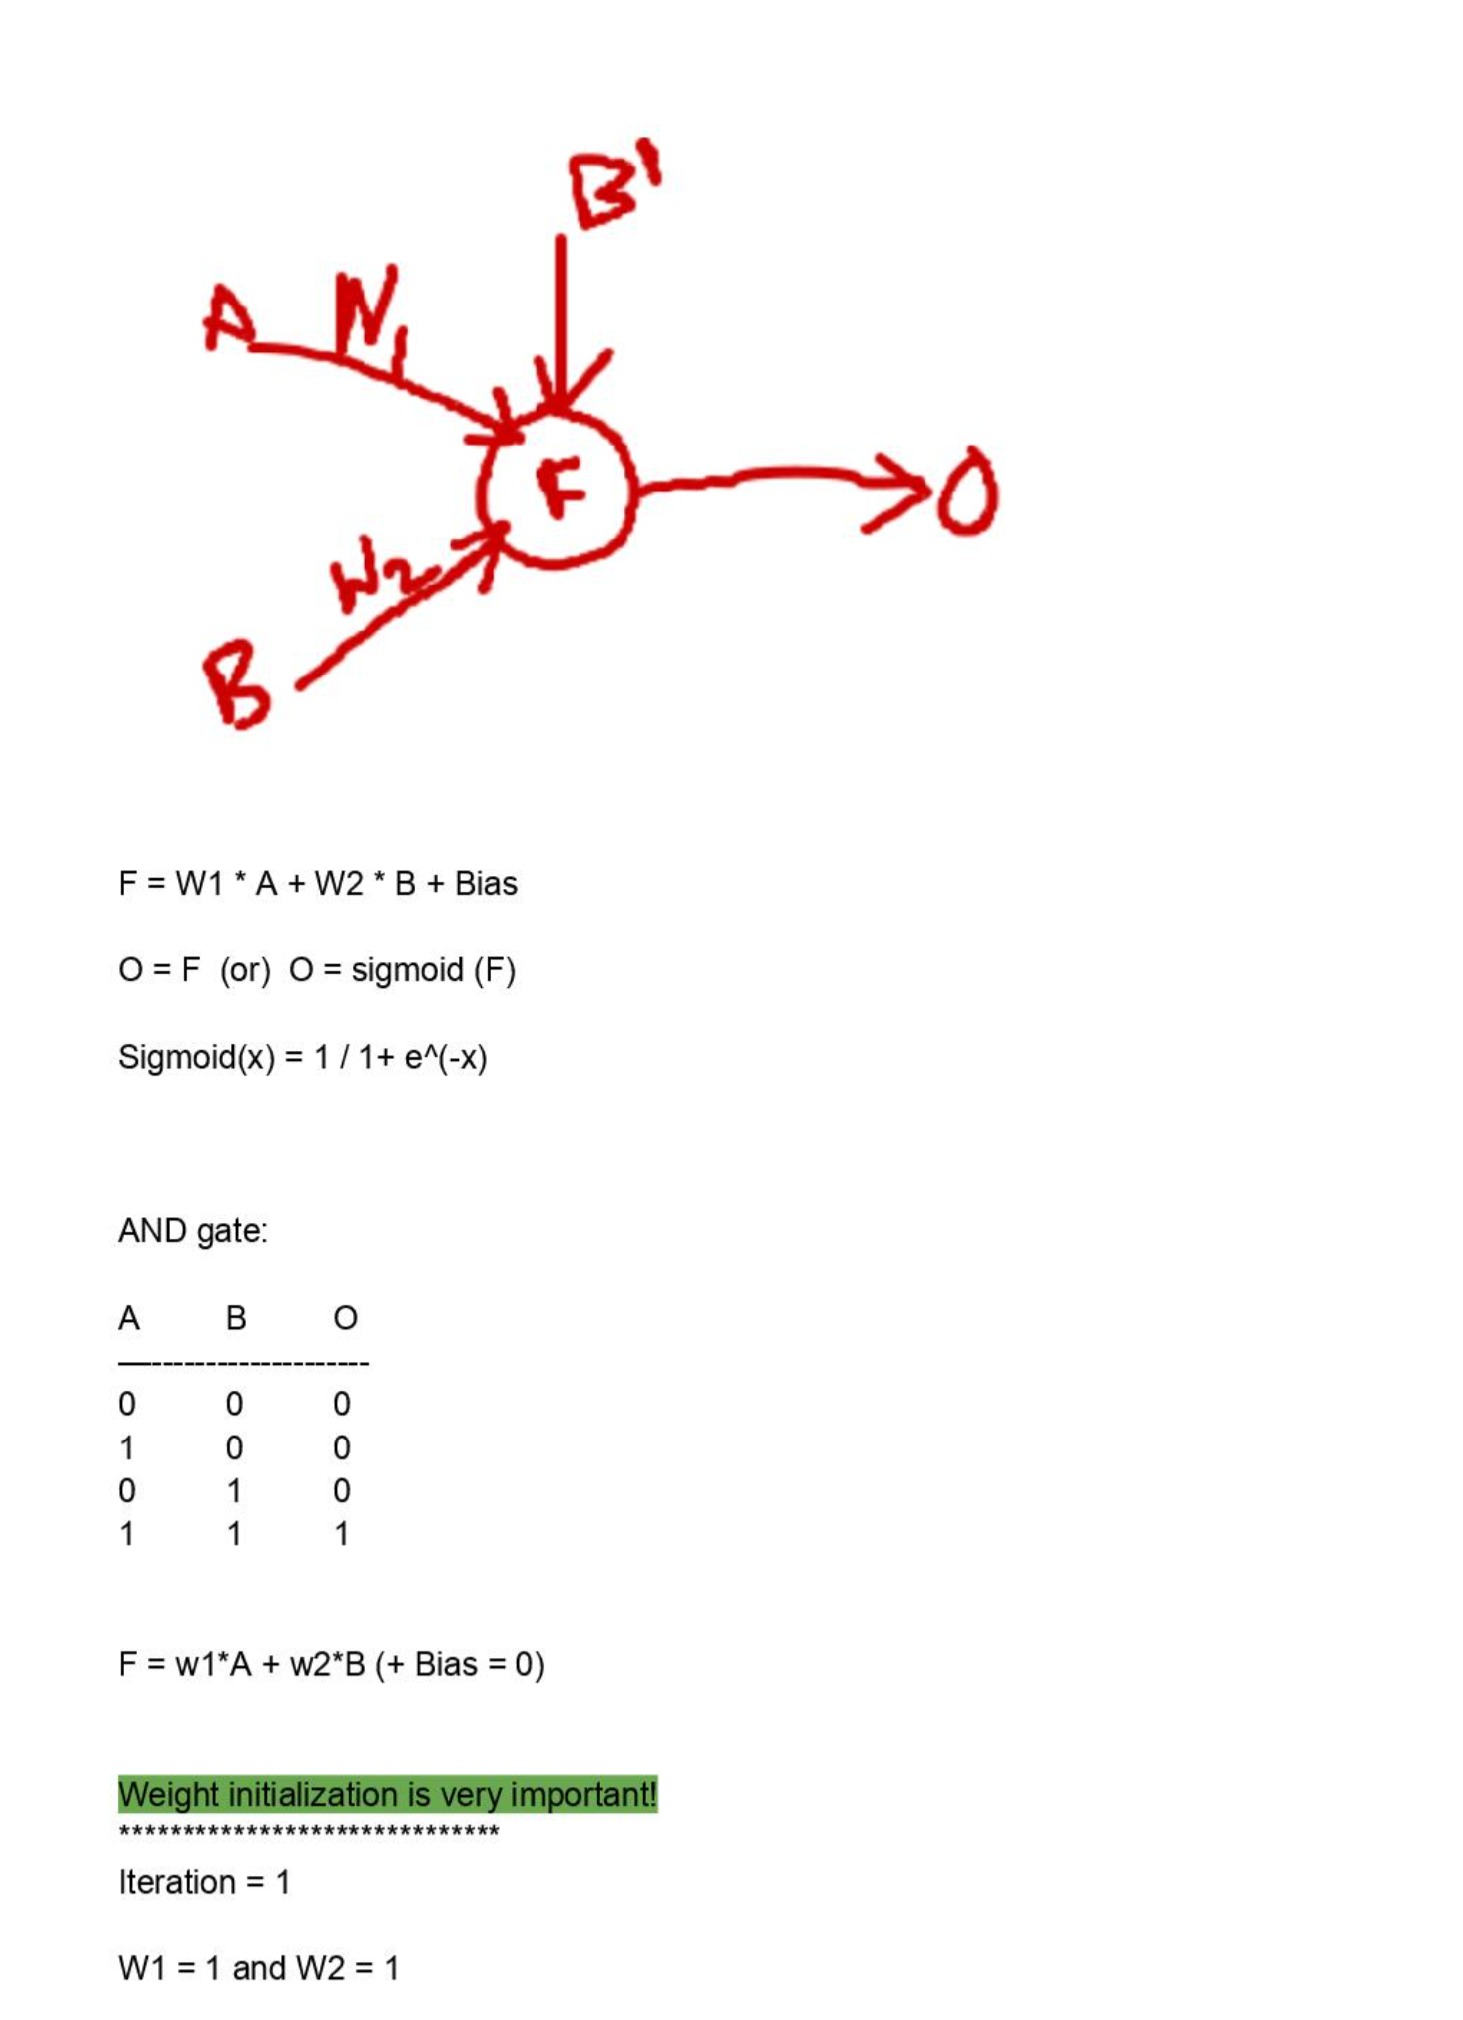 B'
A
W1
F
O
W2
B
F = W1 * A + W2 * B + Bias
O = F  (or)  O = sigmoid (F)
Sigmoid(x) = 1 / 1+ e^(-x)
AND gate:
A B O
—--------------------
0 0 0
1 0 0
0 1 0
1 1 1
F = w1*A + w2*B (+ Bias = 0)
Weight initialization is very important!
******************************
Iteration = 1
W1 = 1 and W2 = 1